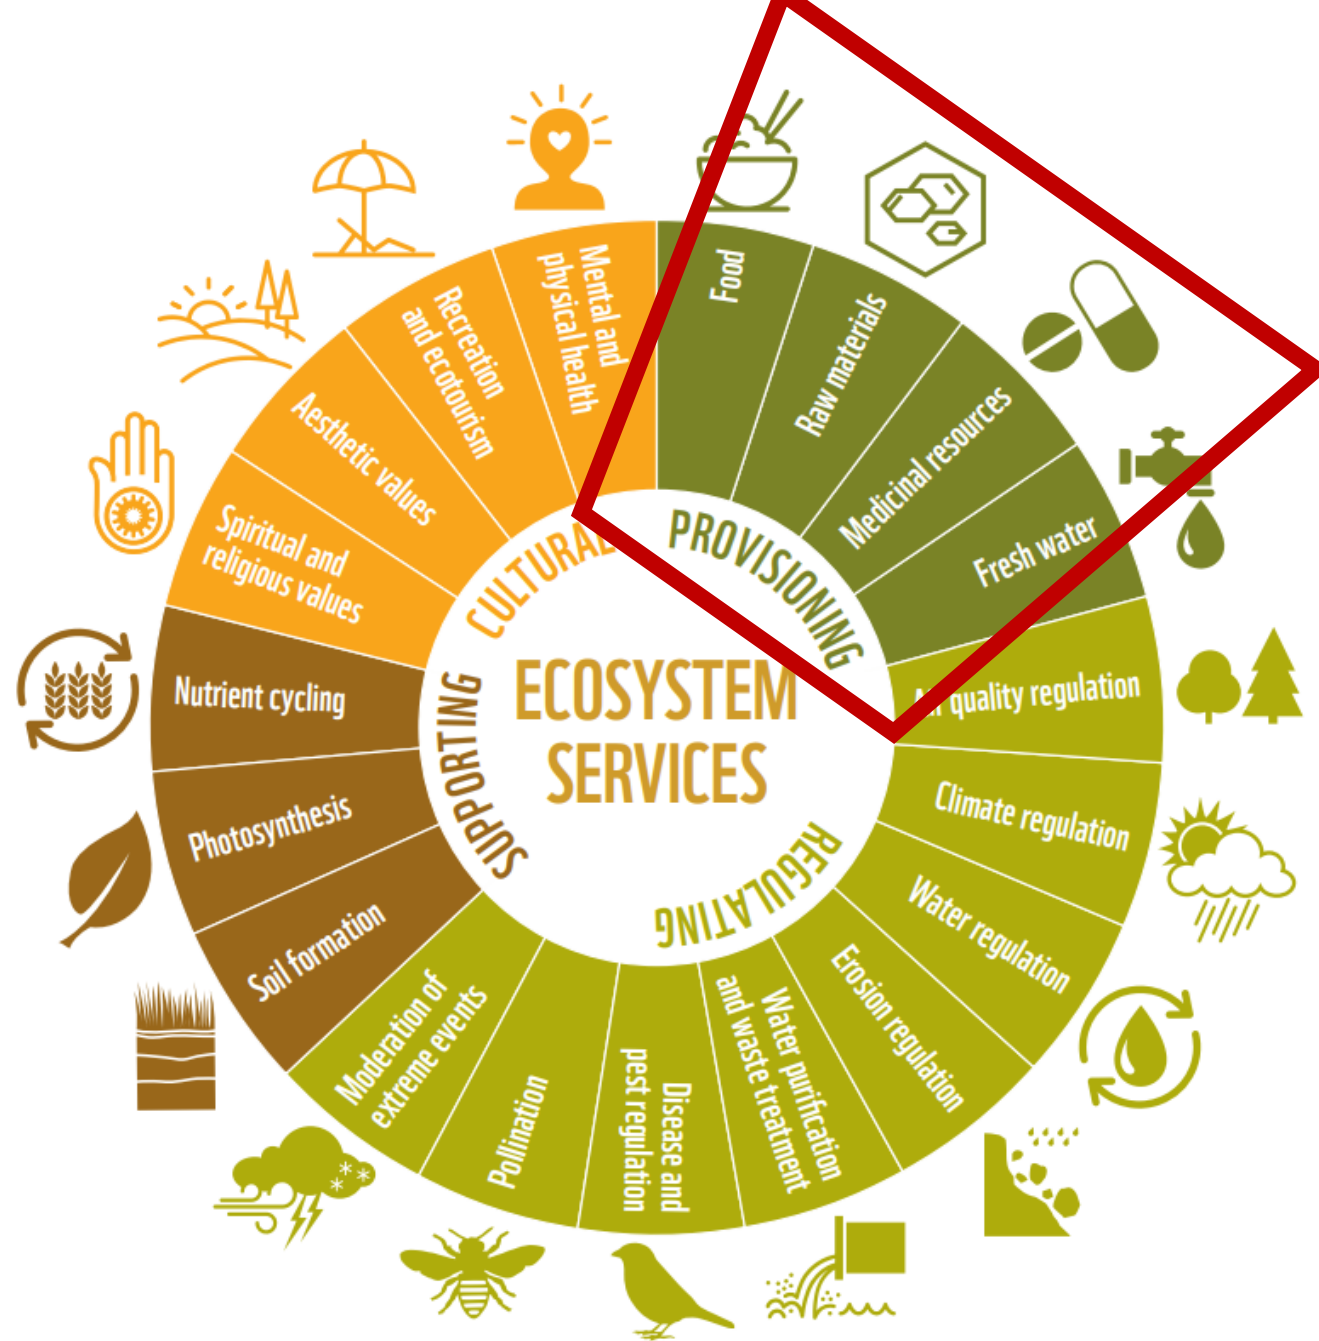 Food
Raw materials
Medicinal resources
Fresh water
Air quality regulation
Climate regulation
Water regulation
Erosion regulation
Water purification
and waste treatment
Disease and
pest regulation
Pollination
Moderation of
extreme events
Soil formation
Photosynthesis
Nutrient cycling
Spiritual and
religious values
Aesthetic values
Recreation
and ecotourism
Mental and
physical health
PROVISIONING
REGULATING
SUPPORTING
CULTURAL
ECOSYSTEM
SERVICES